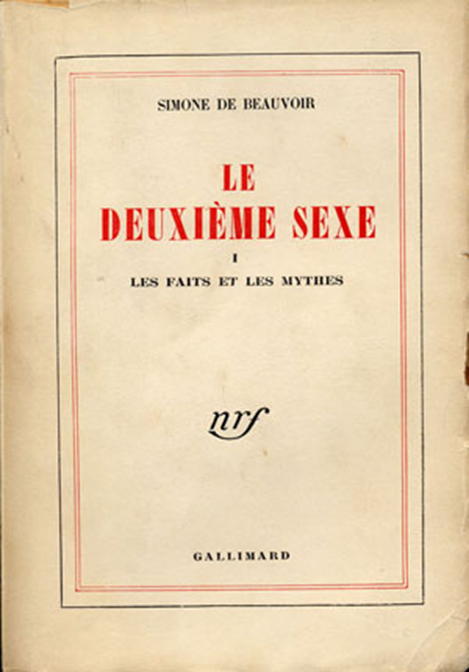 SIMONE DE BEAUVOIR
LE
DEUXIÈME SEXE
I
LES FAITS ET LES MYTHES
nrf
GALLIMARD